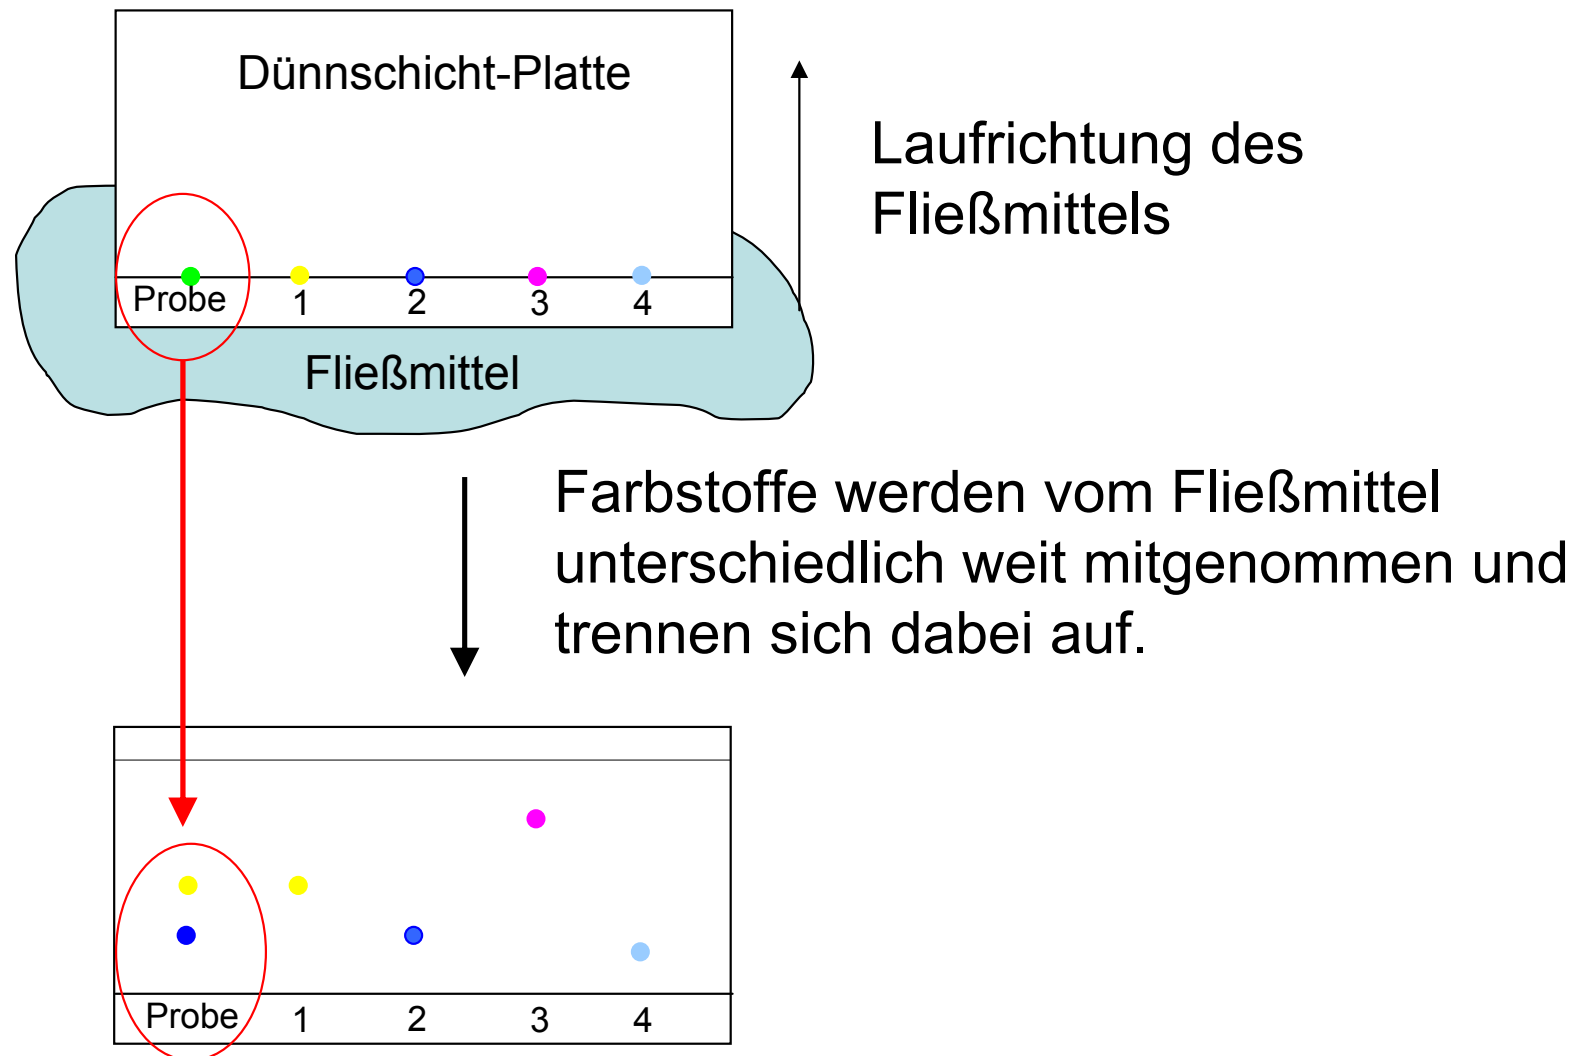 Dünnschicht-Platte
Laufrichtung des
Fließmittels
Probe 1 2 3 4
Fließmittel
Farbstoffe werden vom Fließmittel
unterschiedlich weit mitgenommen und
trennen sich dabei auf.
Probe 1 2 3 4